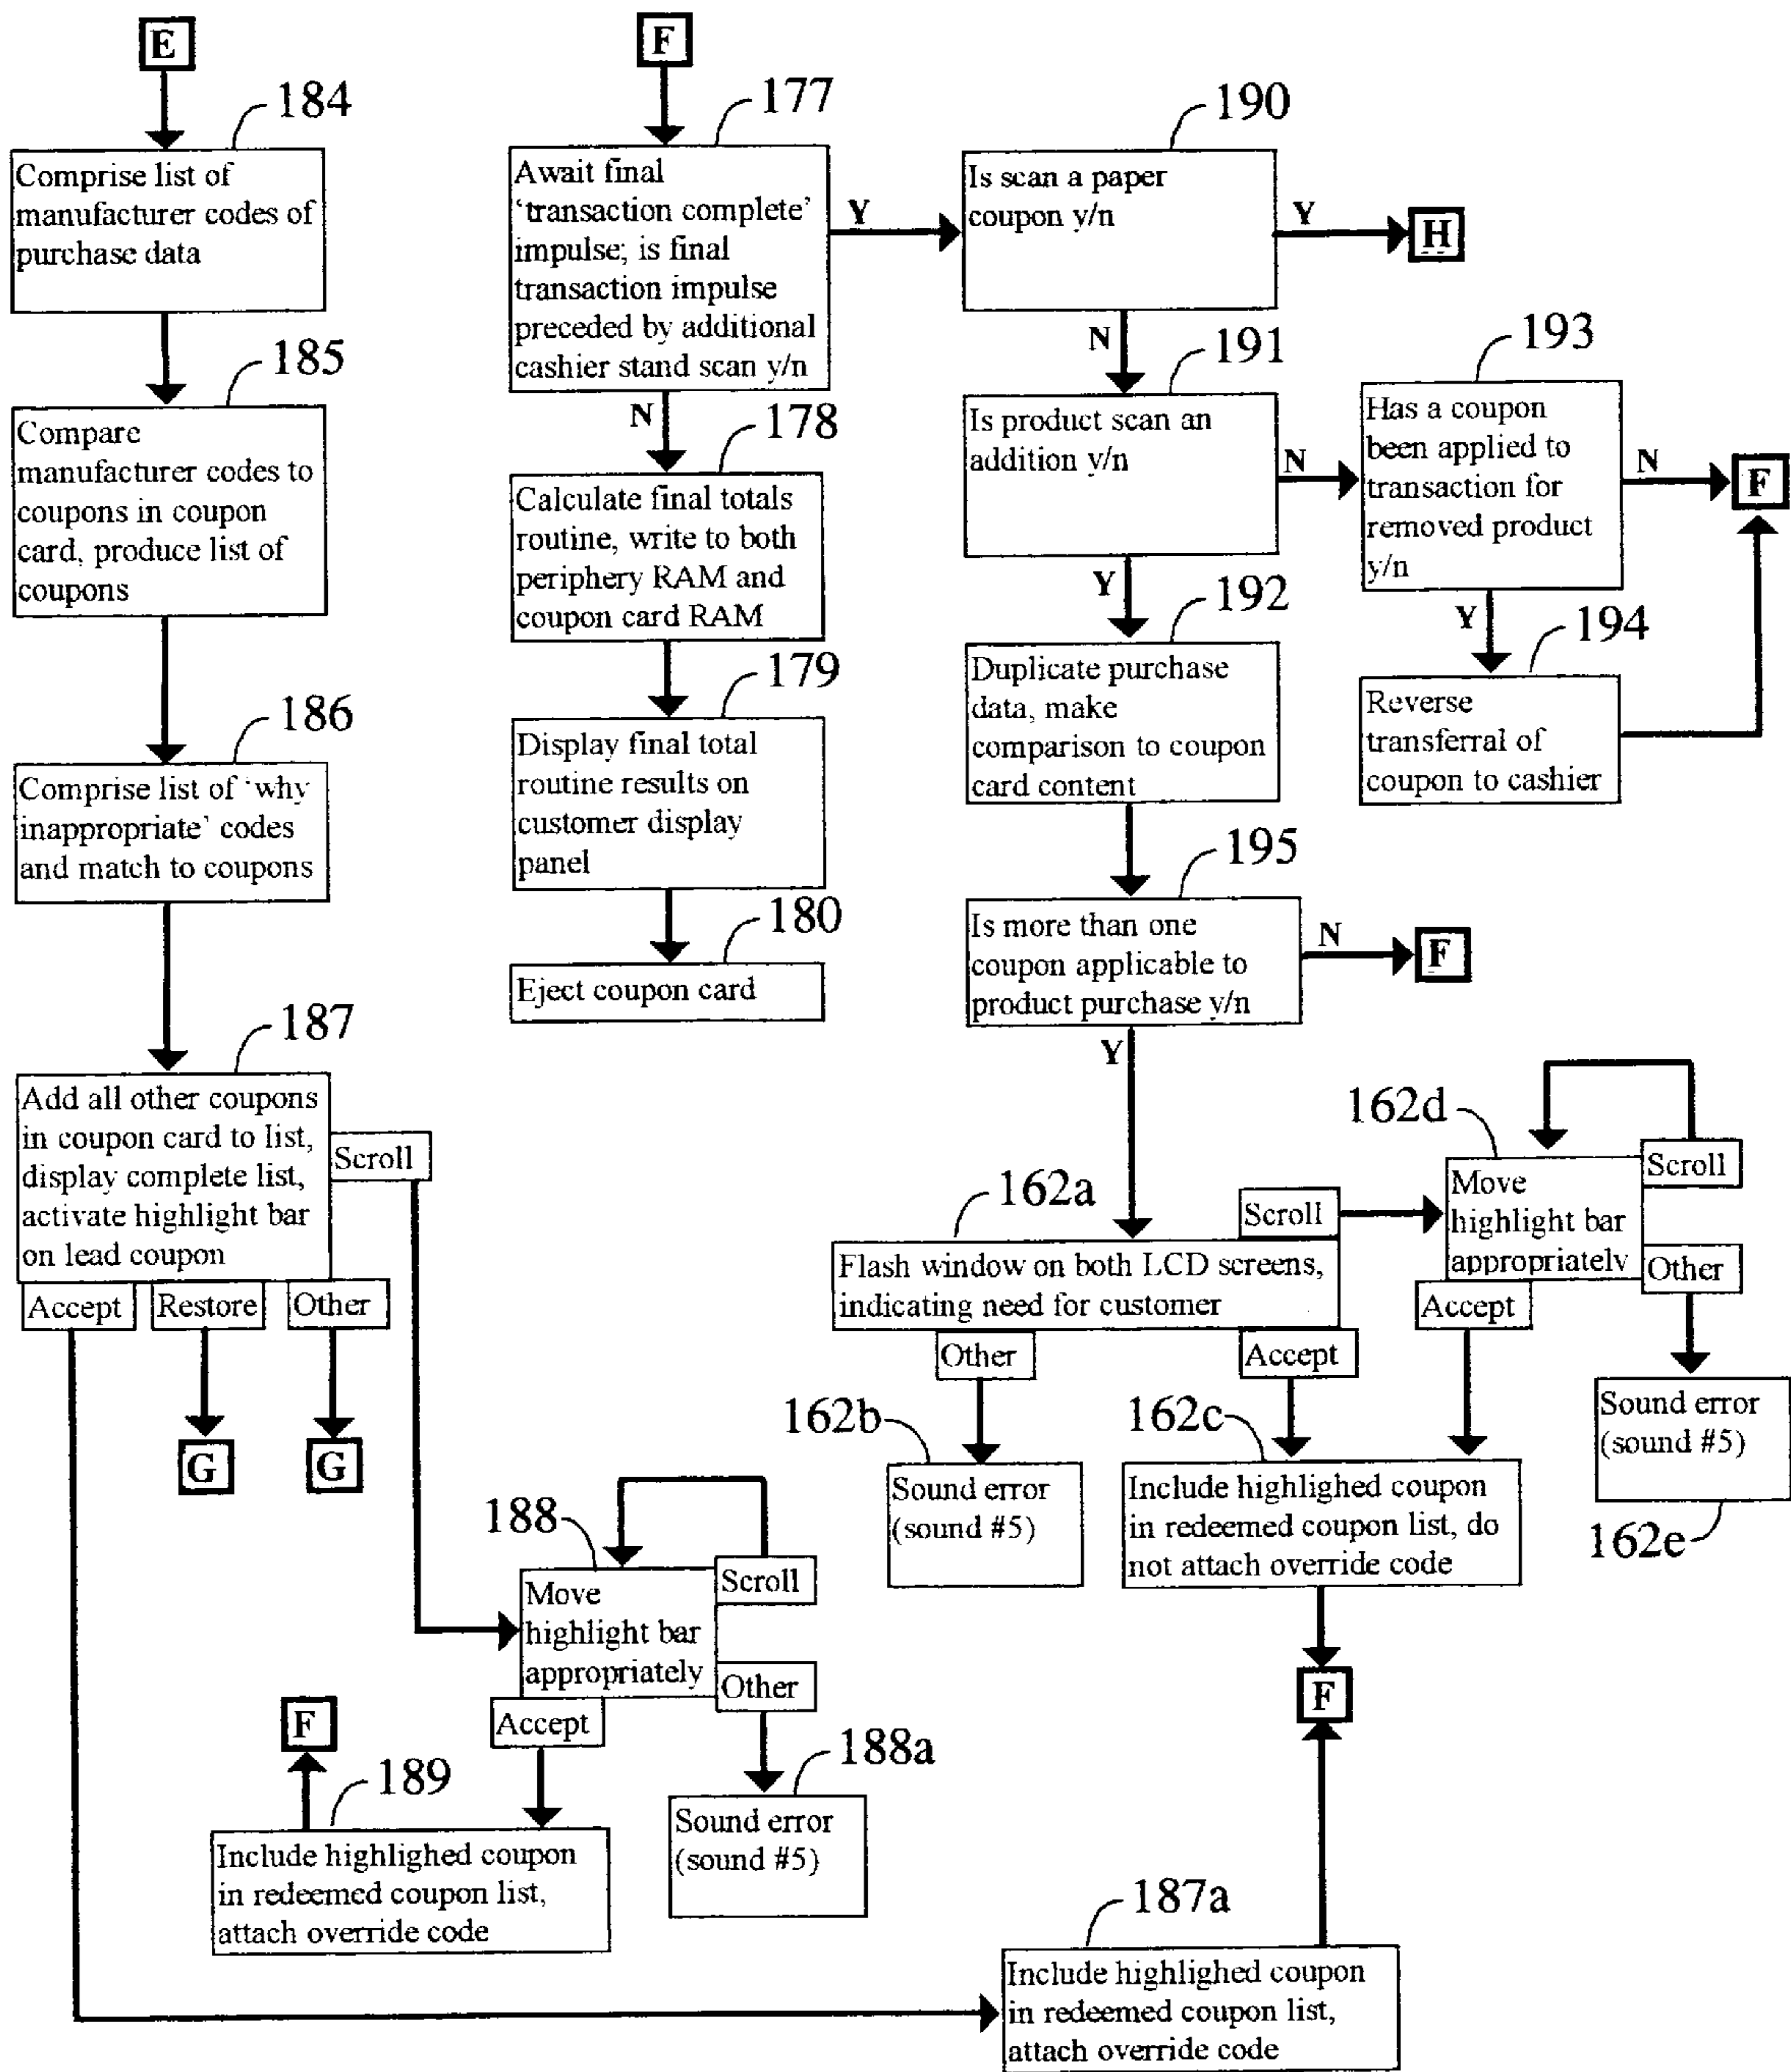 E
184
Comprise list of
manufacturer codes of
purchase data
185
Compare
manufacturer codes to
coupons in coupon
card, produce list of
coupons
186
Comprise list of 'why
inappropriate' codes
and match to coupons
187
Add all other coupons
in coupon card to list,
display complete list,
activate highlight bar
on lead coupon
Scroll
Accept
Restore
Other
G
G
188
Move
highlight bar
appropriately
Scroll
Other
Accept
188a
Sound error
(sound #5)
F
189
Include highlighed coupon
in redeemed coupon list,
attach override code
187a
Include highlighed coupon
in redeemed coupon list,
attach override code
F
177
Await final
'transaction complete'
impulse; is final
transaction impulse
preceded by additional
cashier stand scan y/n
Y
N
178
Calculate final totals
routine, write to both
periphery RAM and
coupon card RAM
179
Display final total
routine results on
customer display
panel
180
Eject coupon card
190
Is scan a paper
coupon y/n
Y
H
N
191
Is product scan an
addition y/n
N
Y
193
Has a coupon
been applied to
transaction for
removed product
y/n
N
F
Y
194
Reverse
transferral of
coupon to cashier
192
Duplicate purchase
data, make
comparison to coupon
card content
195
Is more than one
coupon applicable to
product purchase y/n
N
F
Y
162a
Flash window on both LCD screens,
indicating need for customer
Scroll
Other
Accept
162b
Sound error
(sound #5)
162d
Move
highlight bar
appropriately
Scroll
Other
Accept
Sound error
(sound #5)
162e
162c
Include highlighed coupon
in redeemed coupon list, do
not attach override code
F